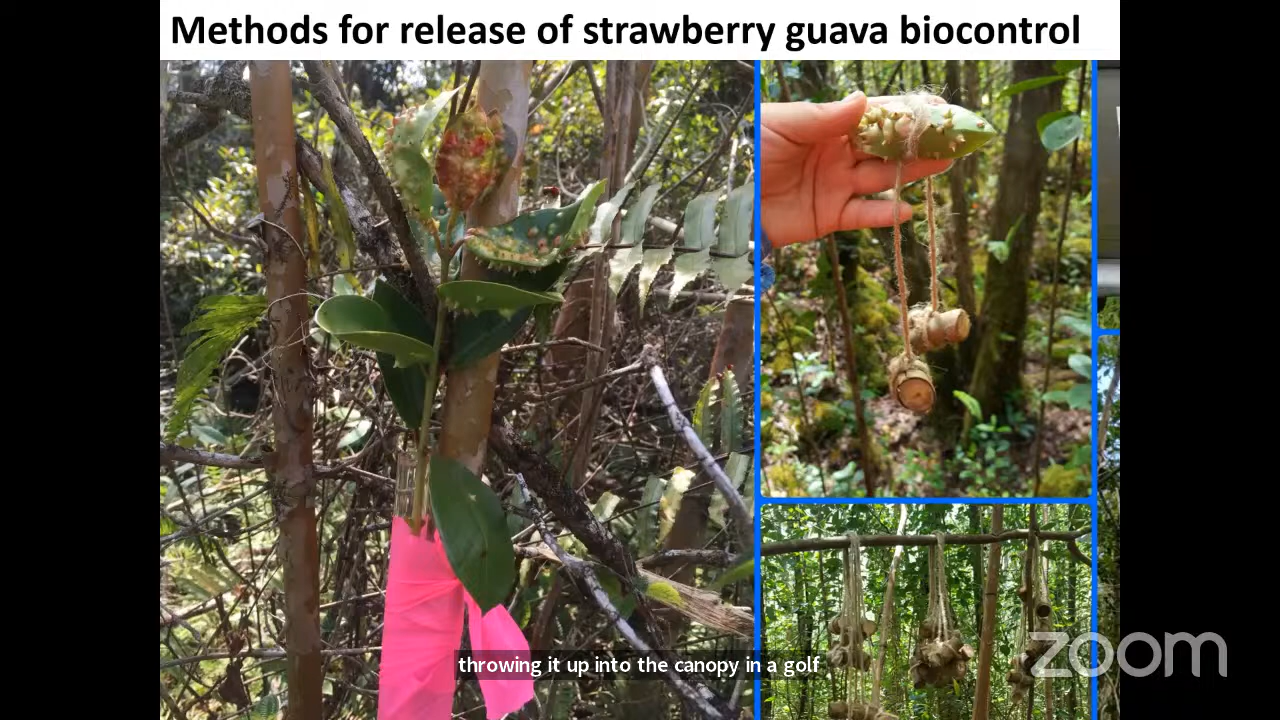 Methods for release of strawberry guava biocontrol
throwing it up into the canopy in a golf
zoom